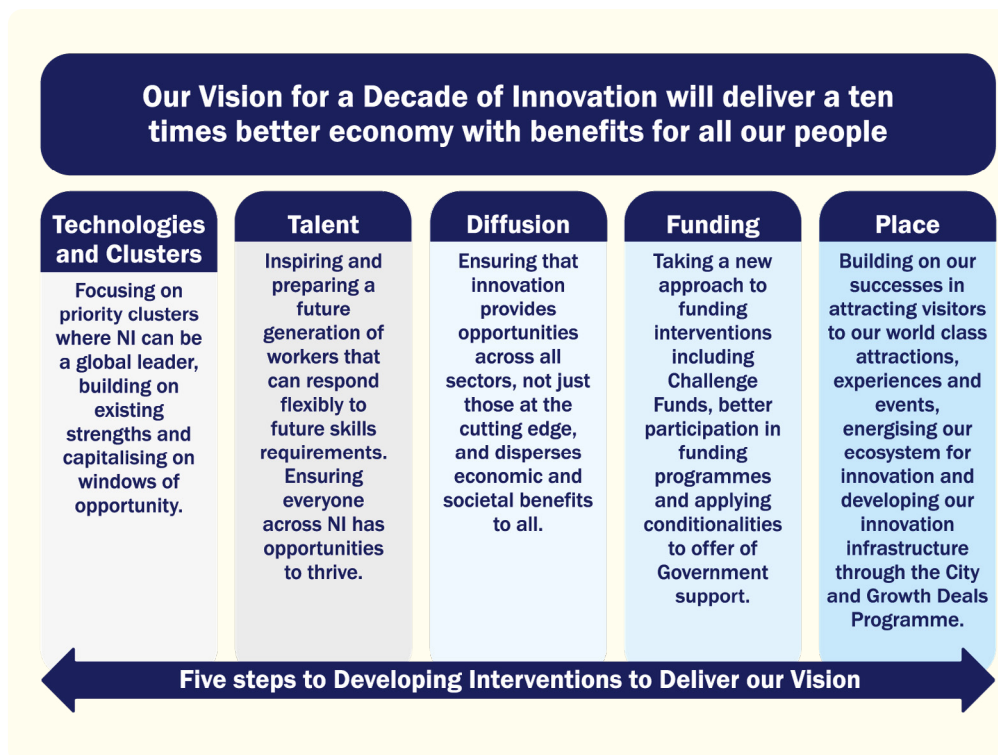 Our Vision for a Decade of Innovation will deliver a ten
times better economy with benefits for all our people
Technologies
and Clusters
Focusing on
priority clusters
where NI can be
a global leader,
building on
existing
strengths and
capitalising on
windows of
opportunity.
Talent
Inspiring and
preparing a
future
generation of
workers that
can respond
flexibly to
future skills
requirements.
Ensuring
everyone
across NI has
opportunities
to thrive.
Diffusion
Ensuring that
innovation
provides
opportunities
across all
sectors, not just
those at the
cutting edge,
and disperses
economic and
societal benefits
to all.
Funding
Taking a new
approach to
funding
interventions
including
Challenge
Funds, better
participation in
funding
programmes
and applying
conditionalities
to offer of
Government
support.
Place
Building on our
successes in
attracting visitors
to our world class
attractions,
experiences and
events,
energising our
ecosystem for
innovation and
developing our
innovation
infrastructure
through the City
and Growth Deals
Programme.
Five steps to Developing Interventions to Deliver our Vision